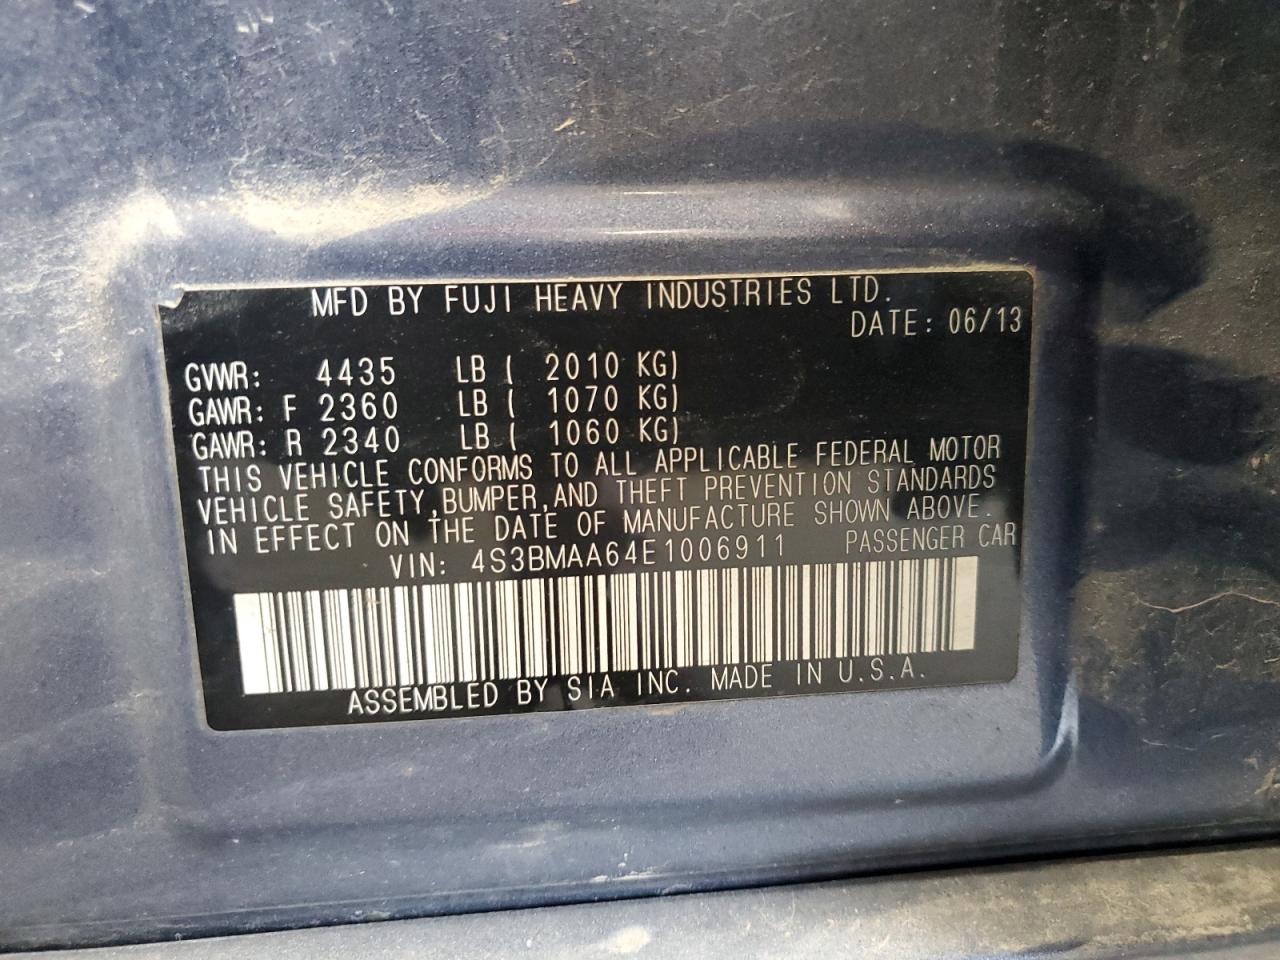 MFD BY FUJI HEAVY INDUSTRIES LTD.
DATE: 06/13
GVWR: 4435 LB ( 2010 KG)
GAWR: F 2360 LB ( 1070 KG)
GAWR: R 2340 LB ( 1060 KG)
THIS VEHICLE CONFORMS TO ALL APPLICABLE FEDERAL MOTOR
VEHICLE SAFETY, BUMPER, AND THEFT PREVENTION STANDARDS
IN EFFECT ON THE DATE OF MANUFACTURE SHOWN ABOVE.
VIN: 4S3BMAA64E1006911 PASSENGER CAR
ASSEMBLED BY SIA INC. MADE IN U.S.A.